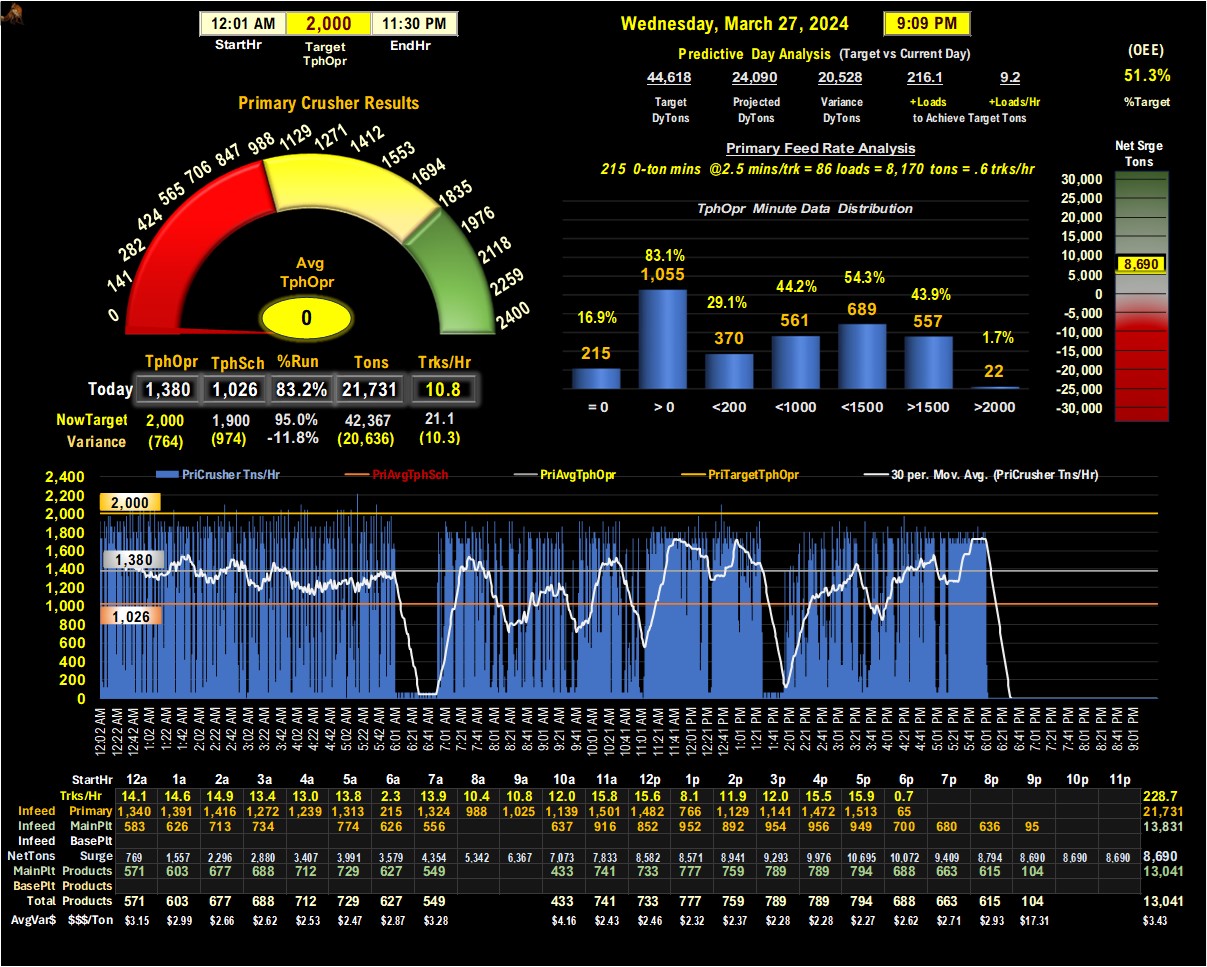 12:01 AM 2,000 11:30 PM
StartHr Target TphOpr EndHr
Wednesday, March 27, 2024 9:09 PM
Predictive Day Analysis (Target vs Current Day)
44,618 24,090 20,528 216.1 9.2
Target Projected Variance +Loads +Loads/Hr
DyTons DyTons DyTons to Achieve Target Tons
(OEE)
51.3%
%Target
Primary Crusher Results
0 141 282 424 565 706 847 988 1129 1271 1412 1553 1694 1835 1976 2118 2259 2400
Avg
TphOpr
0
TphOpr TphSch %Run Tons Trks/Hr
Today 1,380 1,026 83.2% 21,731 10.8
NowTarget 2,000 1,900 95.0% 42,367 21.1
Variance (764) (974) -11.8% (20,636) (10.3)
Primary Feed Rate Analysis
215 0-ton mins @2.5 mins/trk = 86 loads = 8,170 tons = .6 trks/hr
TphOpr Minute Data Distribution
16.9% 83.1% 29.1% 44.2% 54.3% 43.9% 1.7%
215 1,055 370 561 689 557 22
= 0 > 0 <200 <1000 <1500 >1500 >2000
Net Srge
Tons
30,000
25,000
20,000
15,000
10,000
8,690
5,000
0
-5,000
-10,000
-15,000
-20,000
-25,000
-30,000
PriCrusher Tns/Hr PriAvgTphSch PriAvgTphOpr PriTargetTphOpr 30 per. Mov. Avg. (PriCrusher Tns/Hr)
2,400
2,200
2,000
1,800
1,600
1,400
1,200
1,000
800
600
400
200
0
2,000
1,380
1,026
12:02 AM 12:22 AM 12:42 AM 1:02 AM 1:22 AM 1:42 AM 2:02 AM 2:22 AM 2:42 AM 3:02 AM 3:22 AM 3:42 AM 4:02 AM 4:22 AM 4:42 AM 5:02 AM 5:22 AM 5:42 AM 6:01 AM 6:21 AM 6:41 AM 7:01 AM 7:21 AM 7:41 AM 8:01 AM 8:21 AM 8:41 AM 9:01 AM 9:21 AM 9:41 AM 10:01 AM 10:21 AM 10:41 AM 11:01 AM 11:21 AM 11:41 AM 12:01 PM 12:21 PM 12:41 PM 1:01 PM 1:21 PM 1:41 PM 2:01 PM 2:21 PM 2:41 PM 3:01 PM 3:21 PM 3:41 PM 4:01 PM 4:21 PM 4:41 PM 5:01 PM 5:21 PM 5:41 PM 6:01 PM 6:21 PM 6:41 PM 7:01 PM 7:21 PM 7:41 PM 8:01 PM 8:21 PM 8:41 PM 9:01 PM
StartHr 12a 1a 2a 3a 4a 5a 6a 7a 8a 9a 10a 11a 12p 1p 2p 3p 4p 5p 6p 7p 8p 9p 10p 11p
Trks/Hr 14.1 14.6 14.9 13.4 13.0 13.8 2.3 13.9 10.4 10.8 12.0 15.8 15.6 8.1 11.9 12.0 15.5 15.9 0.7 228.7
Infeed Primary 1,340 1,391 1,416 1,272 1,239 1,313 215 1,324 988 1,025 1,139 1,501 1,482 766 1,129 1,141 1,472 1,513 65 21,731
Infeed MainPlt 583 626 713 734 774 626 556 637 916 852 952 892 954 956 949 700 680 636 95 13,831
Infeed BasePlt
NetTons Surge 769 1,557 2,296 2,880 3,407 3,991 3,579 4,354 5,342 6,367 7,073 7,833 8,582 8,571 8,941 9,293 9,976 10,695 10,072 9,409 8,794 8,690 8,690 8,690 8,690
MainPlt Products 571 603 677 688 712 729 627 549 433 741 733 777 759 789 789 794 688 663 615 104 13,041
BasePlt Products
Total Products 571 603 677 688 712 729 627 549 433 741 733 777 759 789 789 794 688 663 615 104 13,041
AvgVar$ $$$/Ton $3.15 $2.99 $2.66 $2.62 $2.53 $2.47 $2.87 $3.28 $4.16 $2.43 $2.46 $2.32 $2.37 $2.28 $2.28 $2.27 $2.62 $2.71 $2.93 $17.31 $3.43